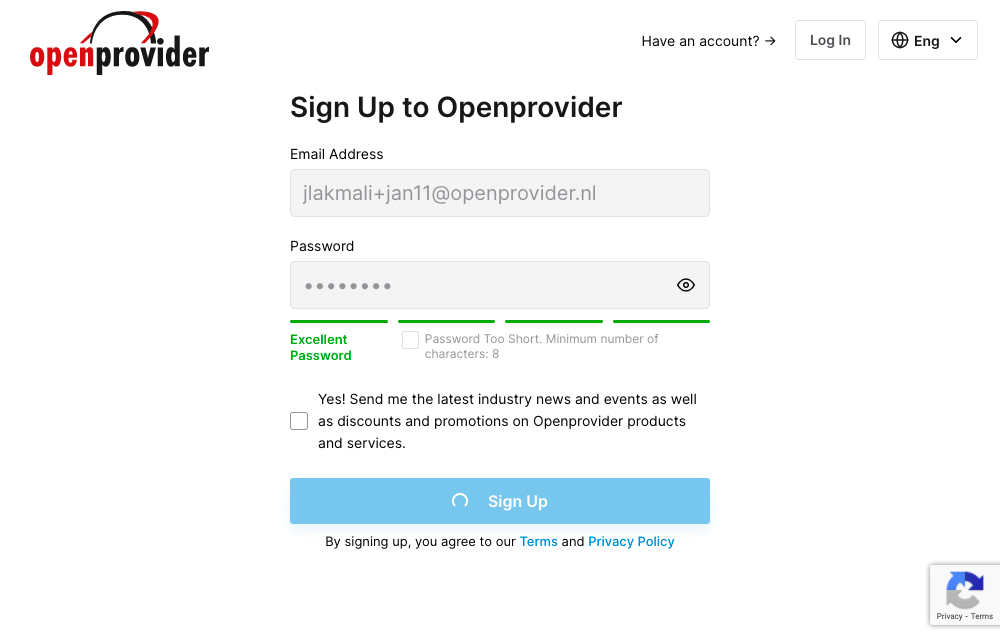 openprovider
Have an account? →
Log In
Eng
Sign Up to Openprovider
Email Address
jlakmali+jan11@openprovider.nl
Password
••••••••
Excellent
Password
Password Too Short. Minimum number of
characters: 8
Yes! Send me the latest industry news and events as well
as discounts and promotions on Openprovider products
and services.
Sign Up
By signing up, you agree to our Terms and Privacy Policy
Privacy - Terms